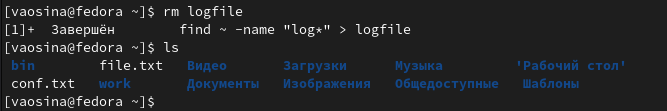 [vaosina@fedora ~]$ rm logfile
[1]+  Завершён        find ~ -name "log*" > logfile
[vaosina@fedora ~]$ ls
bin       file.txt   Видео      Загрузки     Музыка         'Рабочий стол'
conf.txt  work       Документы  Изображения  Общедоступные   Шаблоны
[vaosina@fedora ~]$